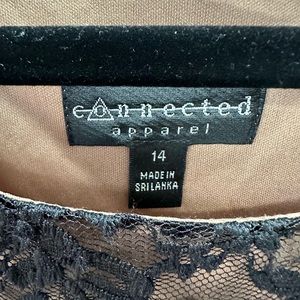 connected
apparel
14
MADE IN
SRI LANKA